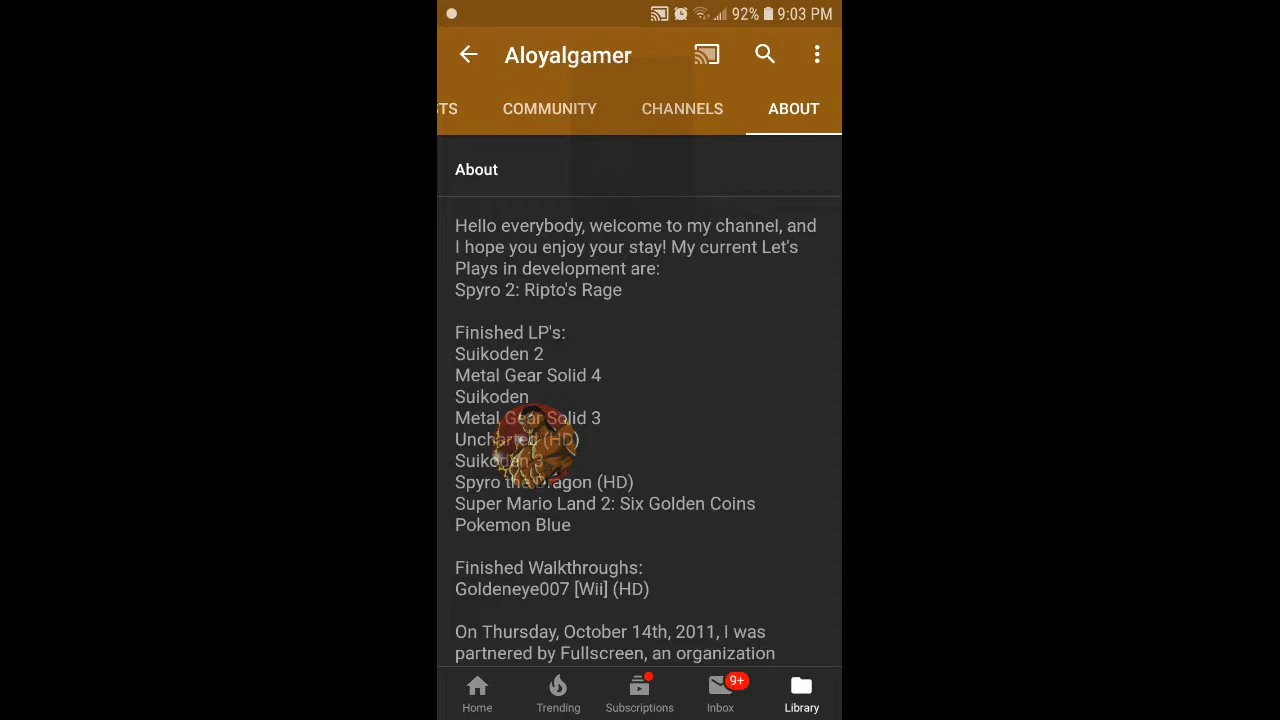 92% 9:03 PM
Aloyalgamer
TS COMMUNITY CHANNELS ABOUT
About
Hello everybody, welcome to my channel, and
I hope you enjoy your stay! My current Let's
Plays in development are:
Spyro 2: Ripto's Rage
Finished LP's:
Suikoden 2
Metal Gear Solid 4
Suikoden
Metal Gear Solid 3
Uncharted (HD)
Suikoden 3
Spyro the Dragon (HD)
Super Mario Land 2: Six Golden Coins
Pokemon Blue
Finished Walkthroughs:
Goldeneye007 [Wii] (HD)
On Thursday, October 14th, 2011, I was
partnered by Fullscreen, an organization
9+
Home Trending Subscriptions Inbox Library